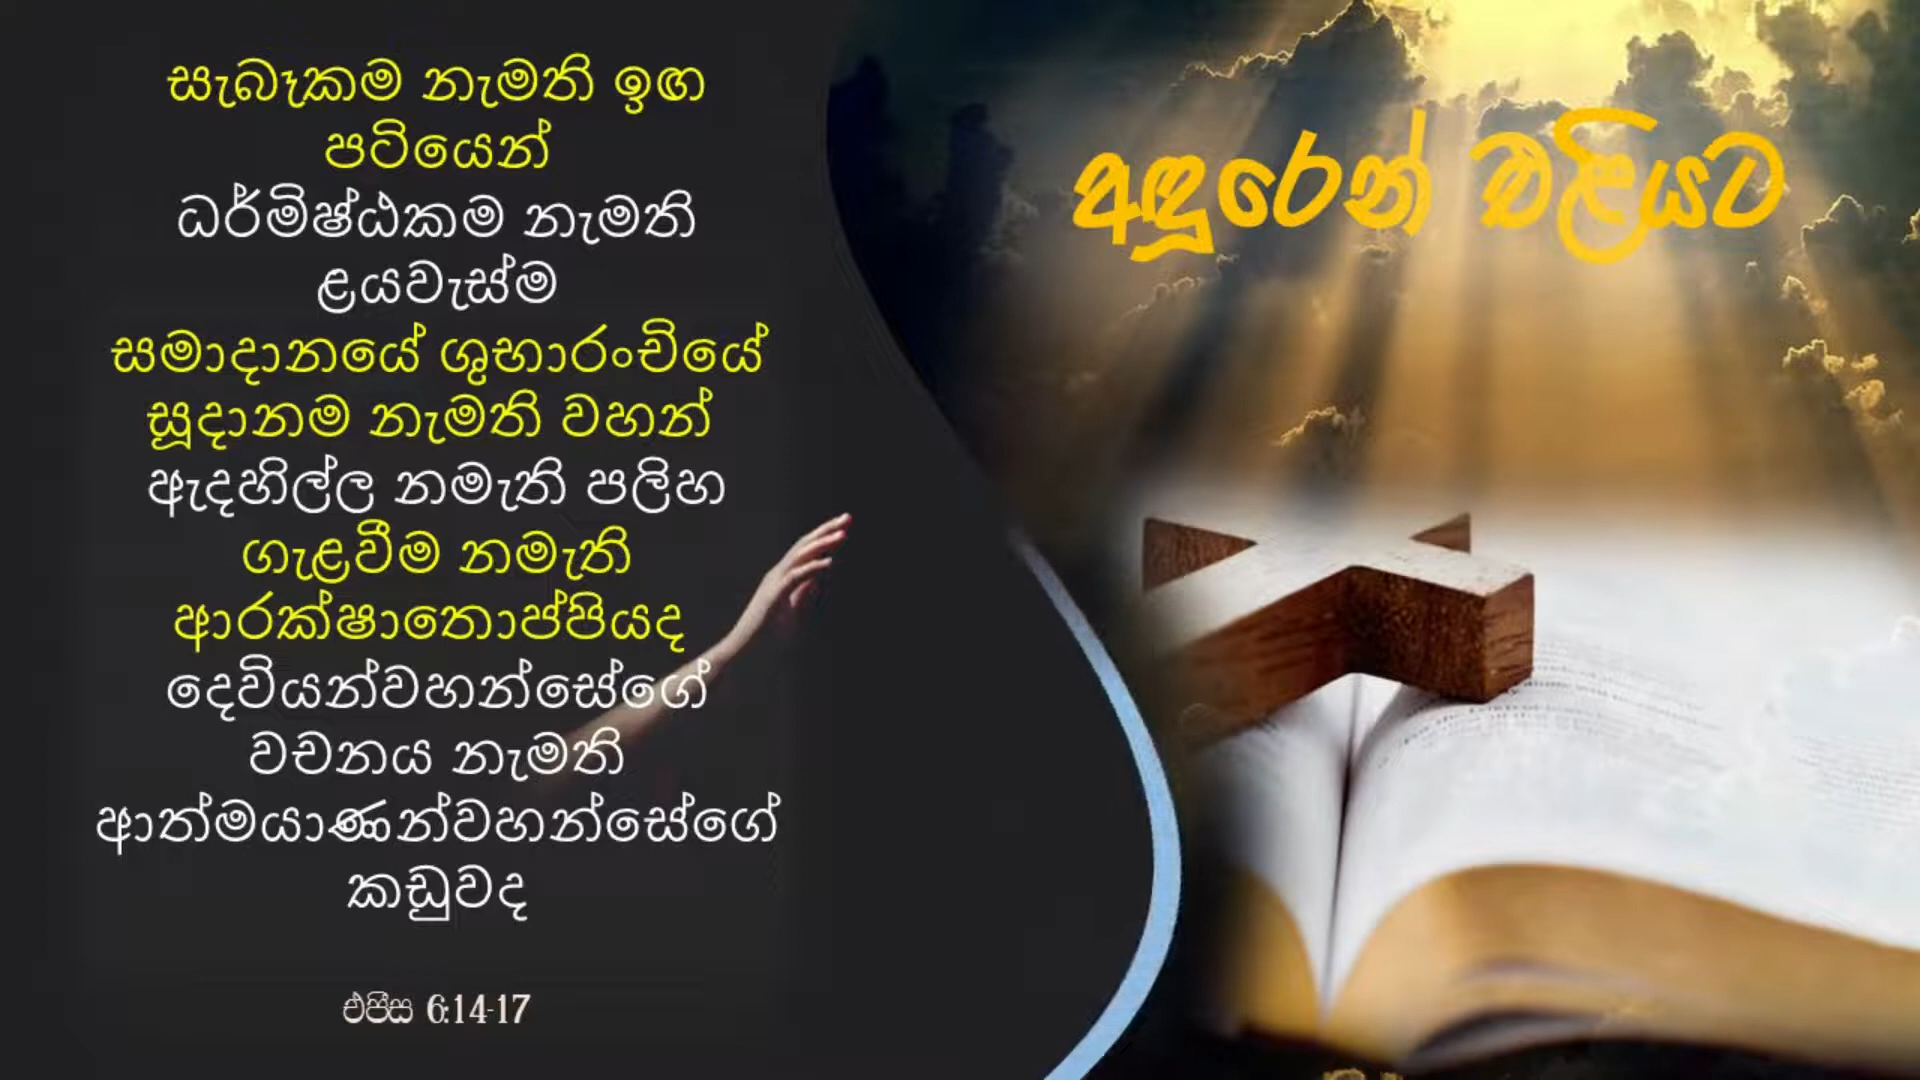 සැබෑකම නැමති ඉඟ
පටියෙන්
ධර්මිෂ්ඨකම නැමති
ළයවැස්ම
සමාදානයේ ශුභාරංචියේ
සූදානම නැමති වහන්
ඇදහිල්ල නමැති පලිහ
ගැළවීම නමැති
ආරක්ෂාතොප්පියද
දෙවියන්වහන්සේගේ
වචනය නැමති
ආත්මයාණන්වහන්සේගේ
කඩුවද
එපීස 6:14-17
අඳුරෙන් එළියට